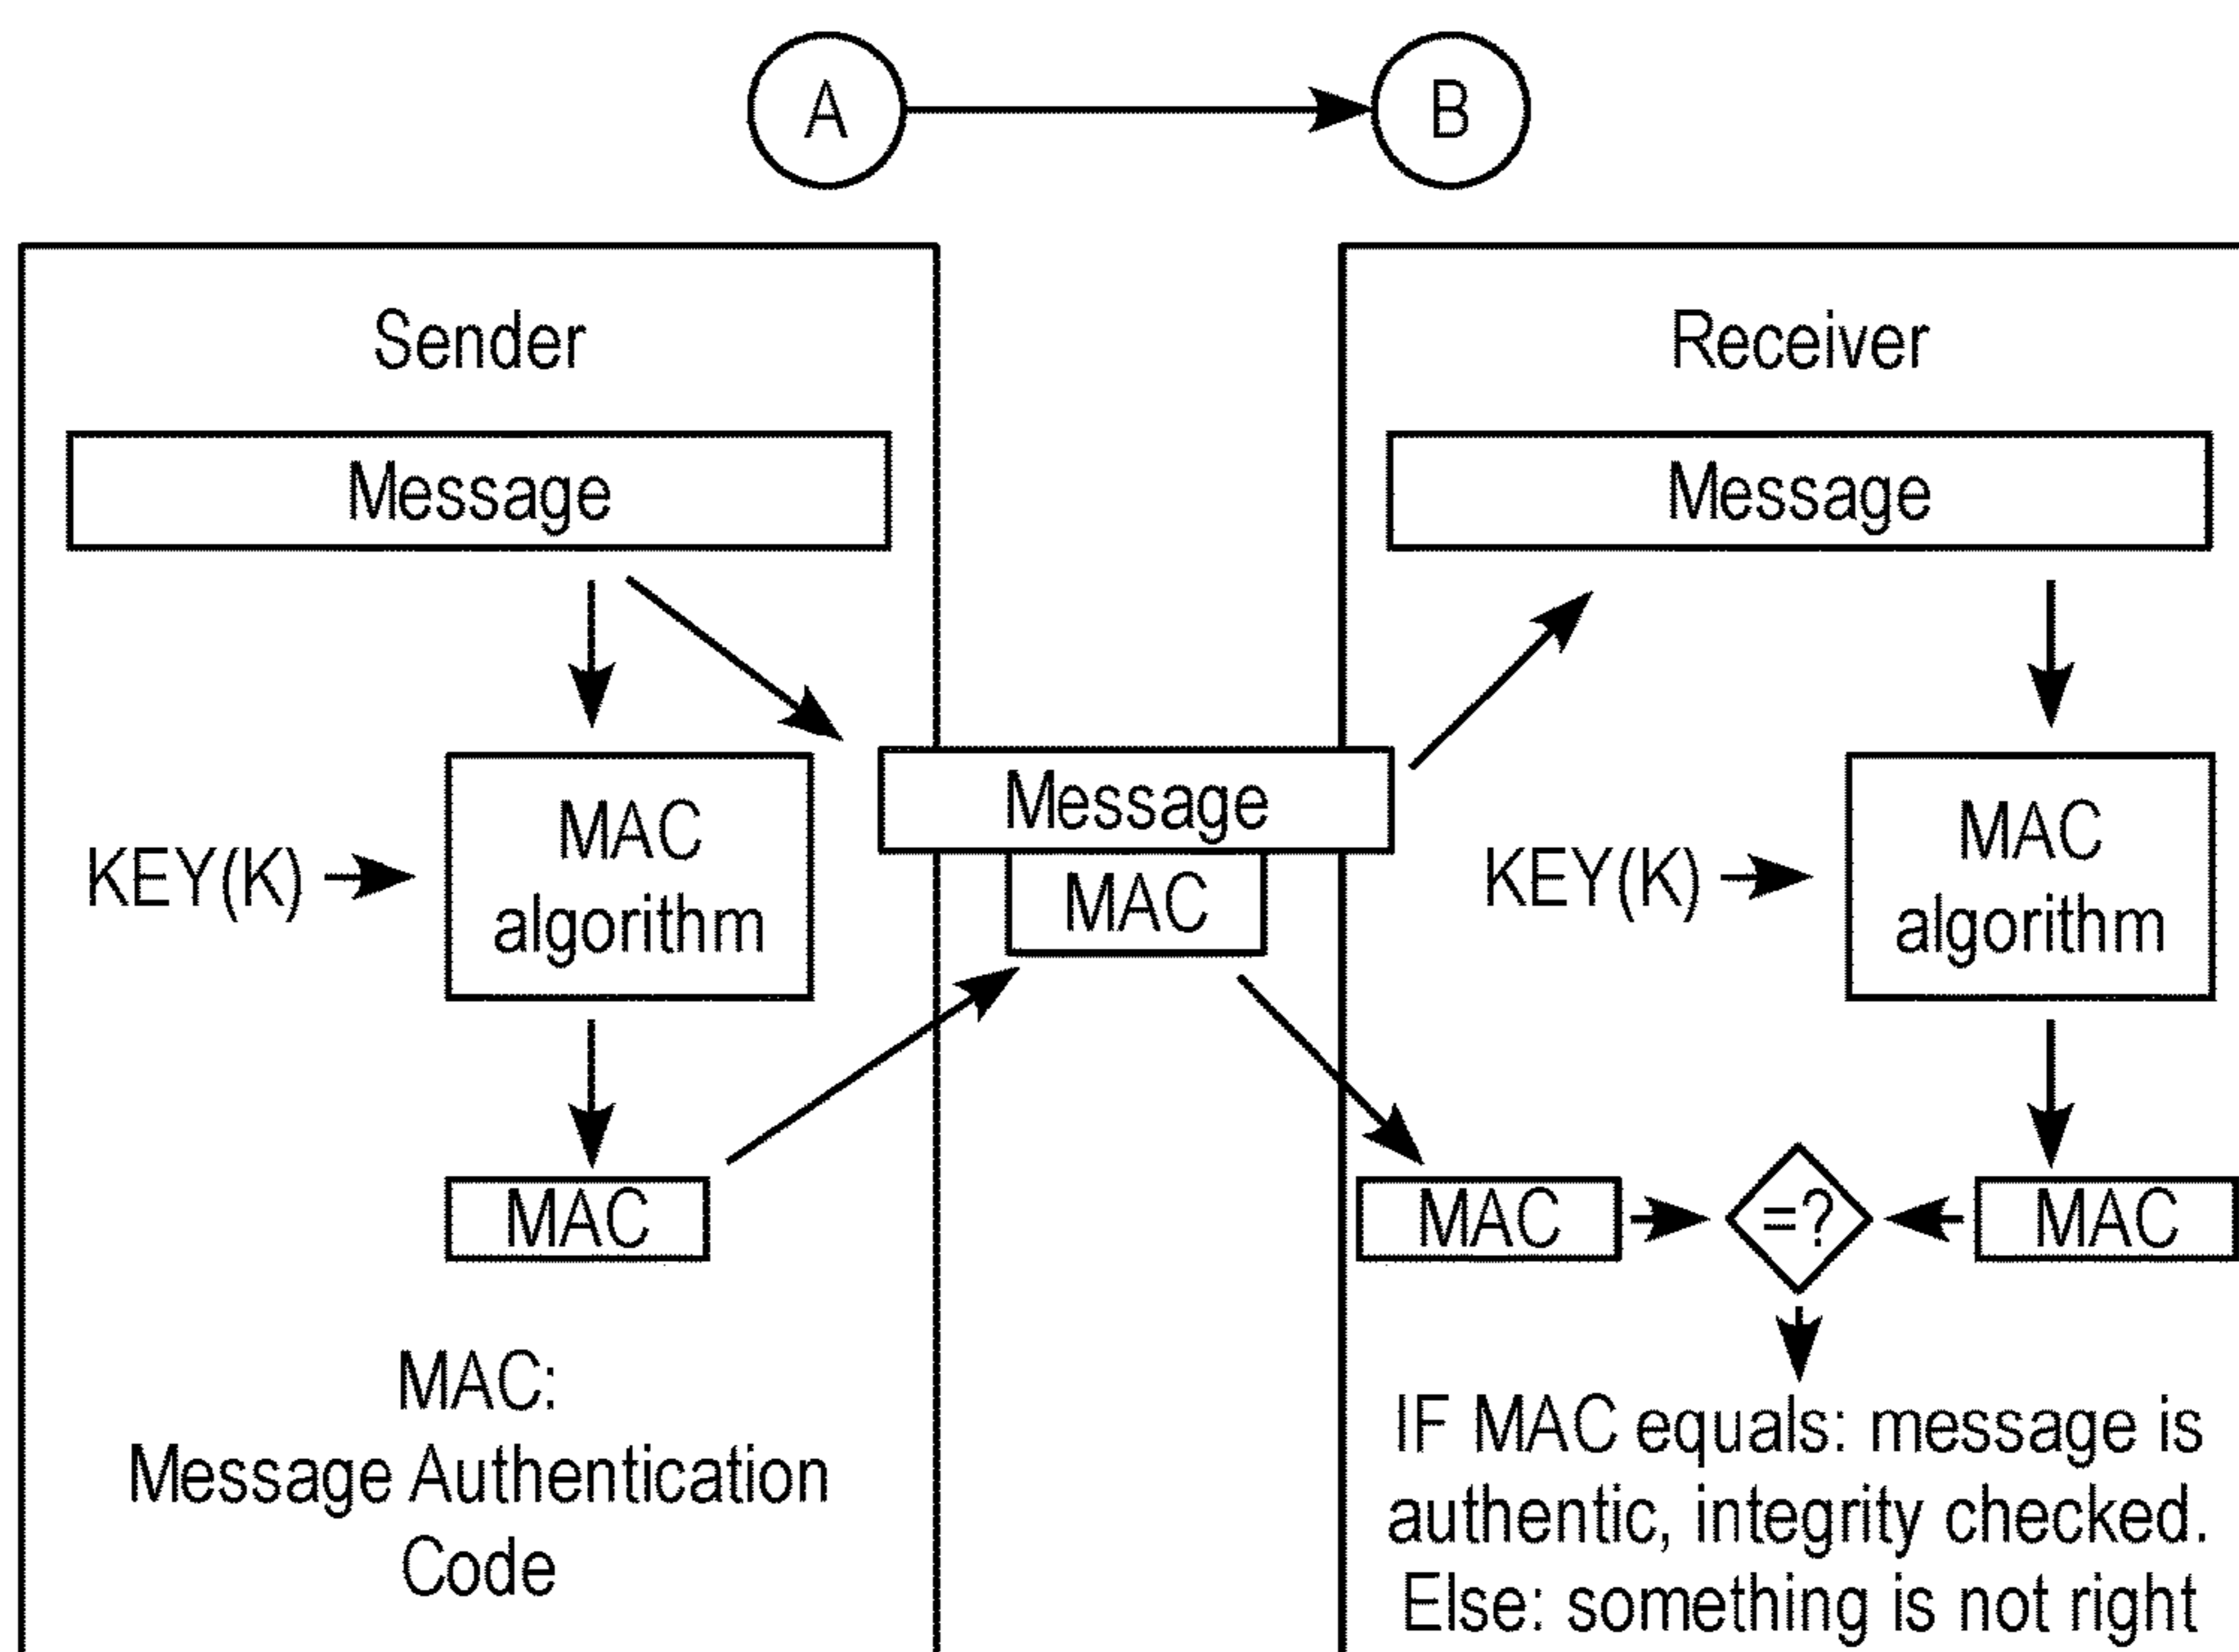 A
B
Sender
Message
KEY(K)
MAC
algorithm
MAC
MAC:
Message Authentication
Code
Message
MAC
Receiver
Message
KEY(K)
MAC
algorithm
MAC
=?
MAC
IF MAC equals: message is
authentic, integrity checked.
Else: something is not right